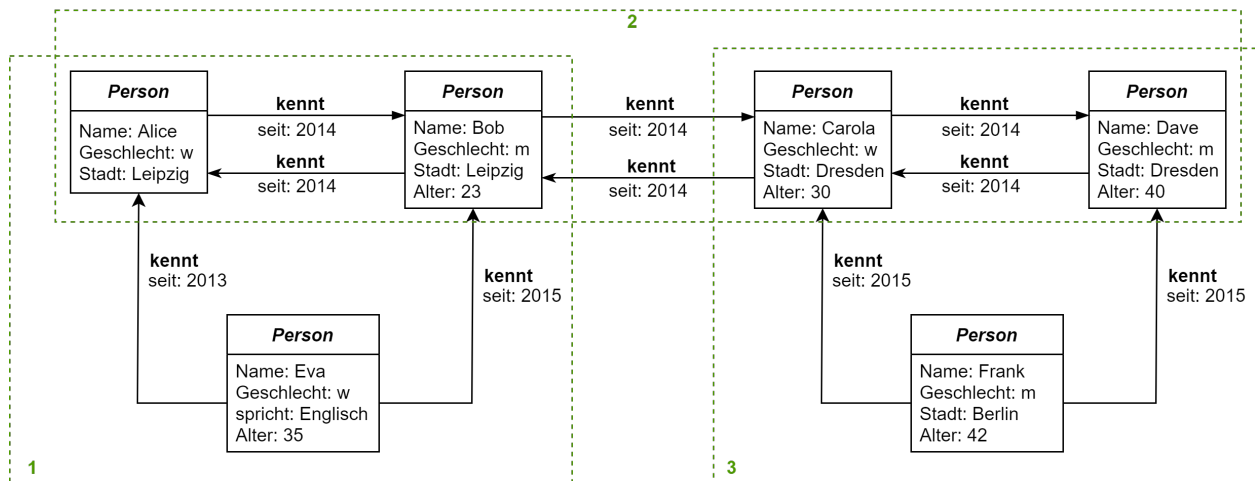 2
Person
Name: Alice
Geschlecht: w
Stadt: Leipzig
kennt
seit: 2014
kennt
seit: 2014
Person
Name: Bob
Geschlecht: m
Stadt: Leipzig
Alter: 23
kennt
seit: 2014
kennt
seit: 2014
Person
Name: Carola
Geschlecht: w
Stadt: Dresden
Alter: 30
kennt
seit: 2014
kennt
seit: 2014
Person
Name: Dave
Geschlecht: m
Stadt: Dresden
Alter: 40
kennt
seit: 2013
kennt
seit: 2015
kennt
seit: 2015
kennt
seit: 2015
Person
Name: Eva
Geschlecht: w
spricht: Englisch
Alter: 35
Person
Name: Frank
Geschlecht: m
Stadt: Berlin
Alter: 42
1
3